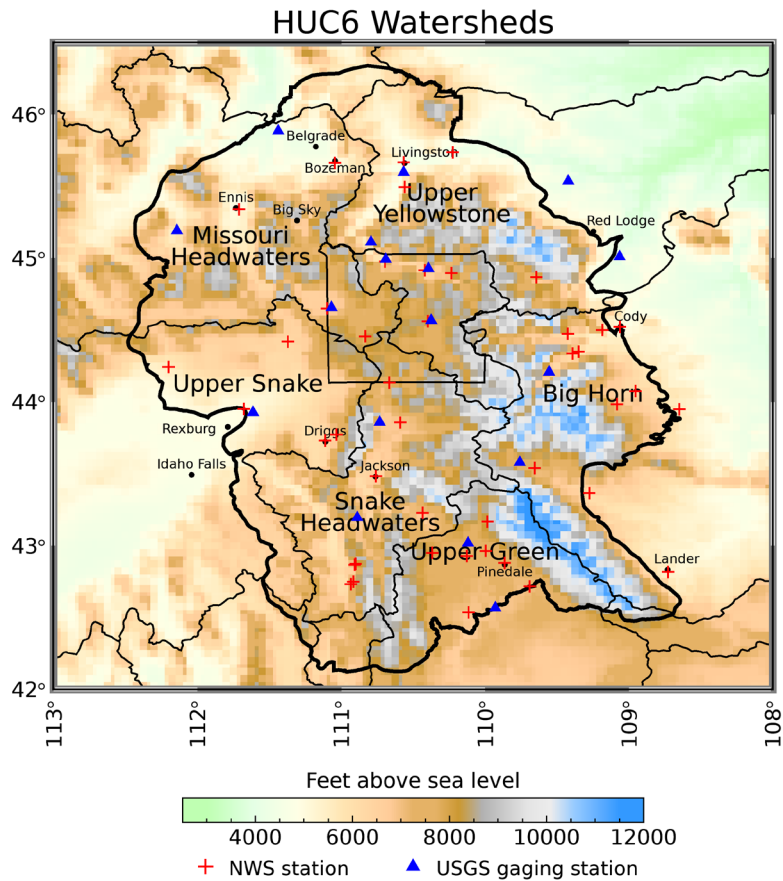 HUC6 Watersheds
46°
Belgrade
Livingston
Bozeman
Ennis
Upper
Yellowstone
Big Sky
Red Lodge
Missouri
Headwaters
45°
Cody
Upper Snake
Big Horn
44°
Rexburg
Driggs
Idaho Falls
Jackson
Snake
Headwaters
43°
Upper Green
Lander
Pinedale
42°
113°
112°
111°
110°
109°
108°
Feet above sea level
4000 6000 8000 10000 12000
NWS station USGS gaging station